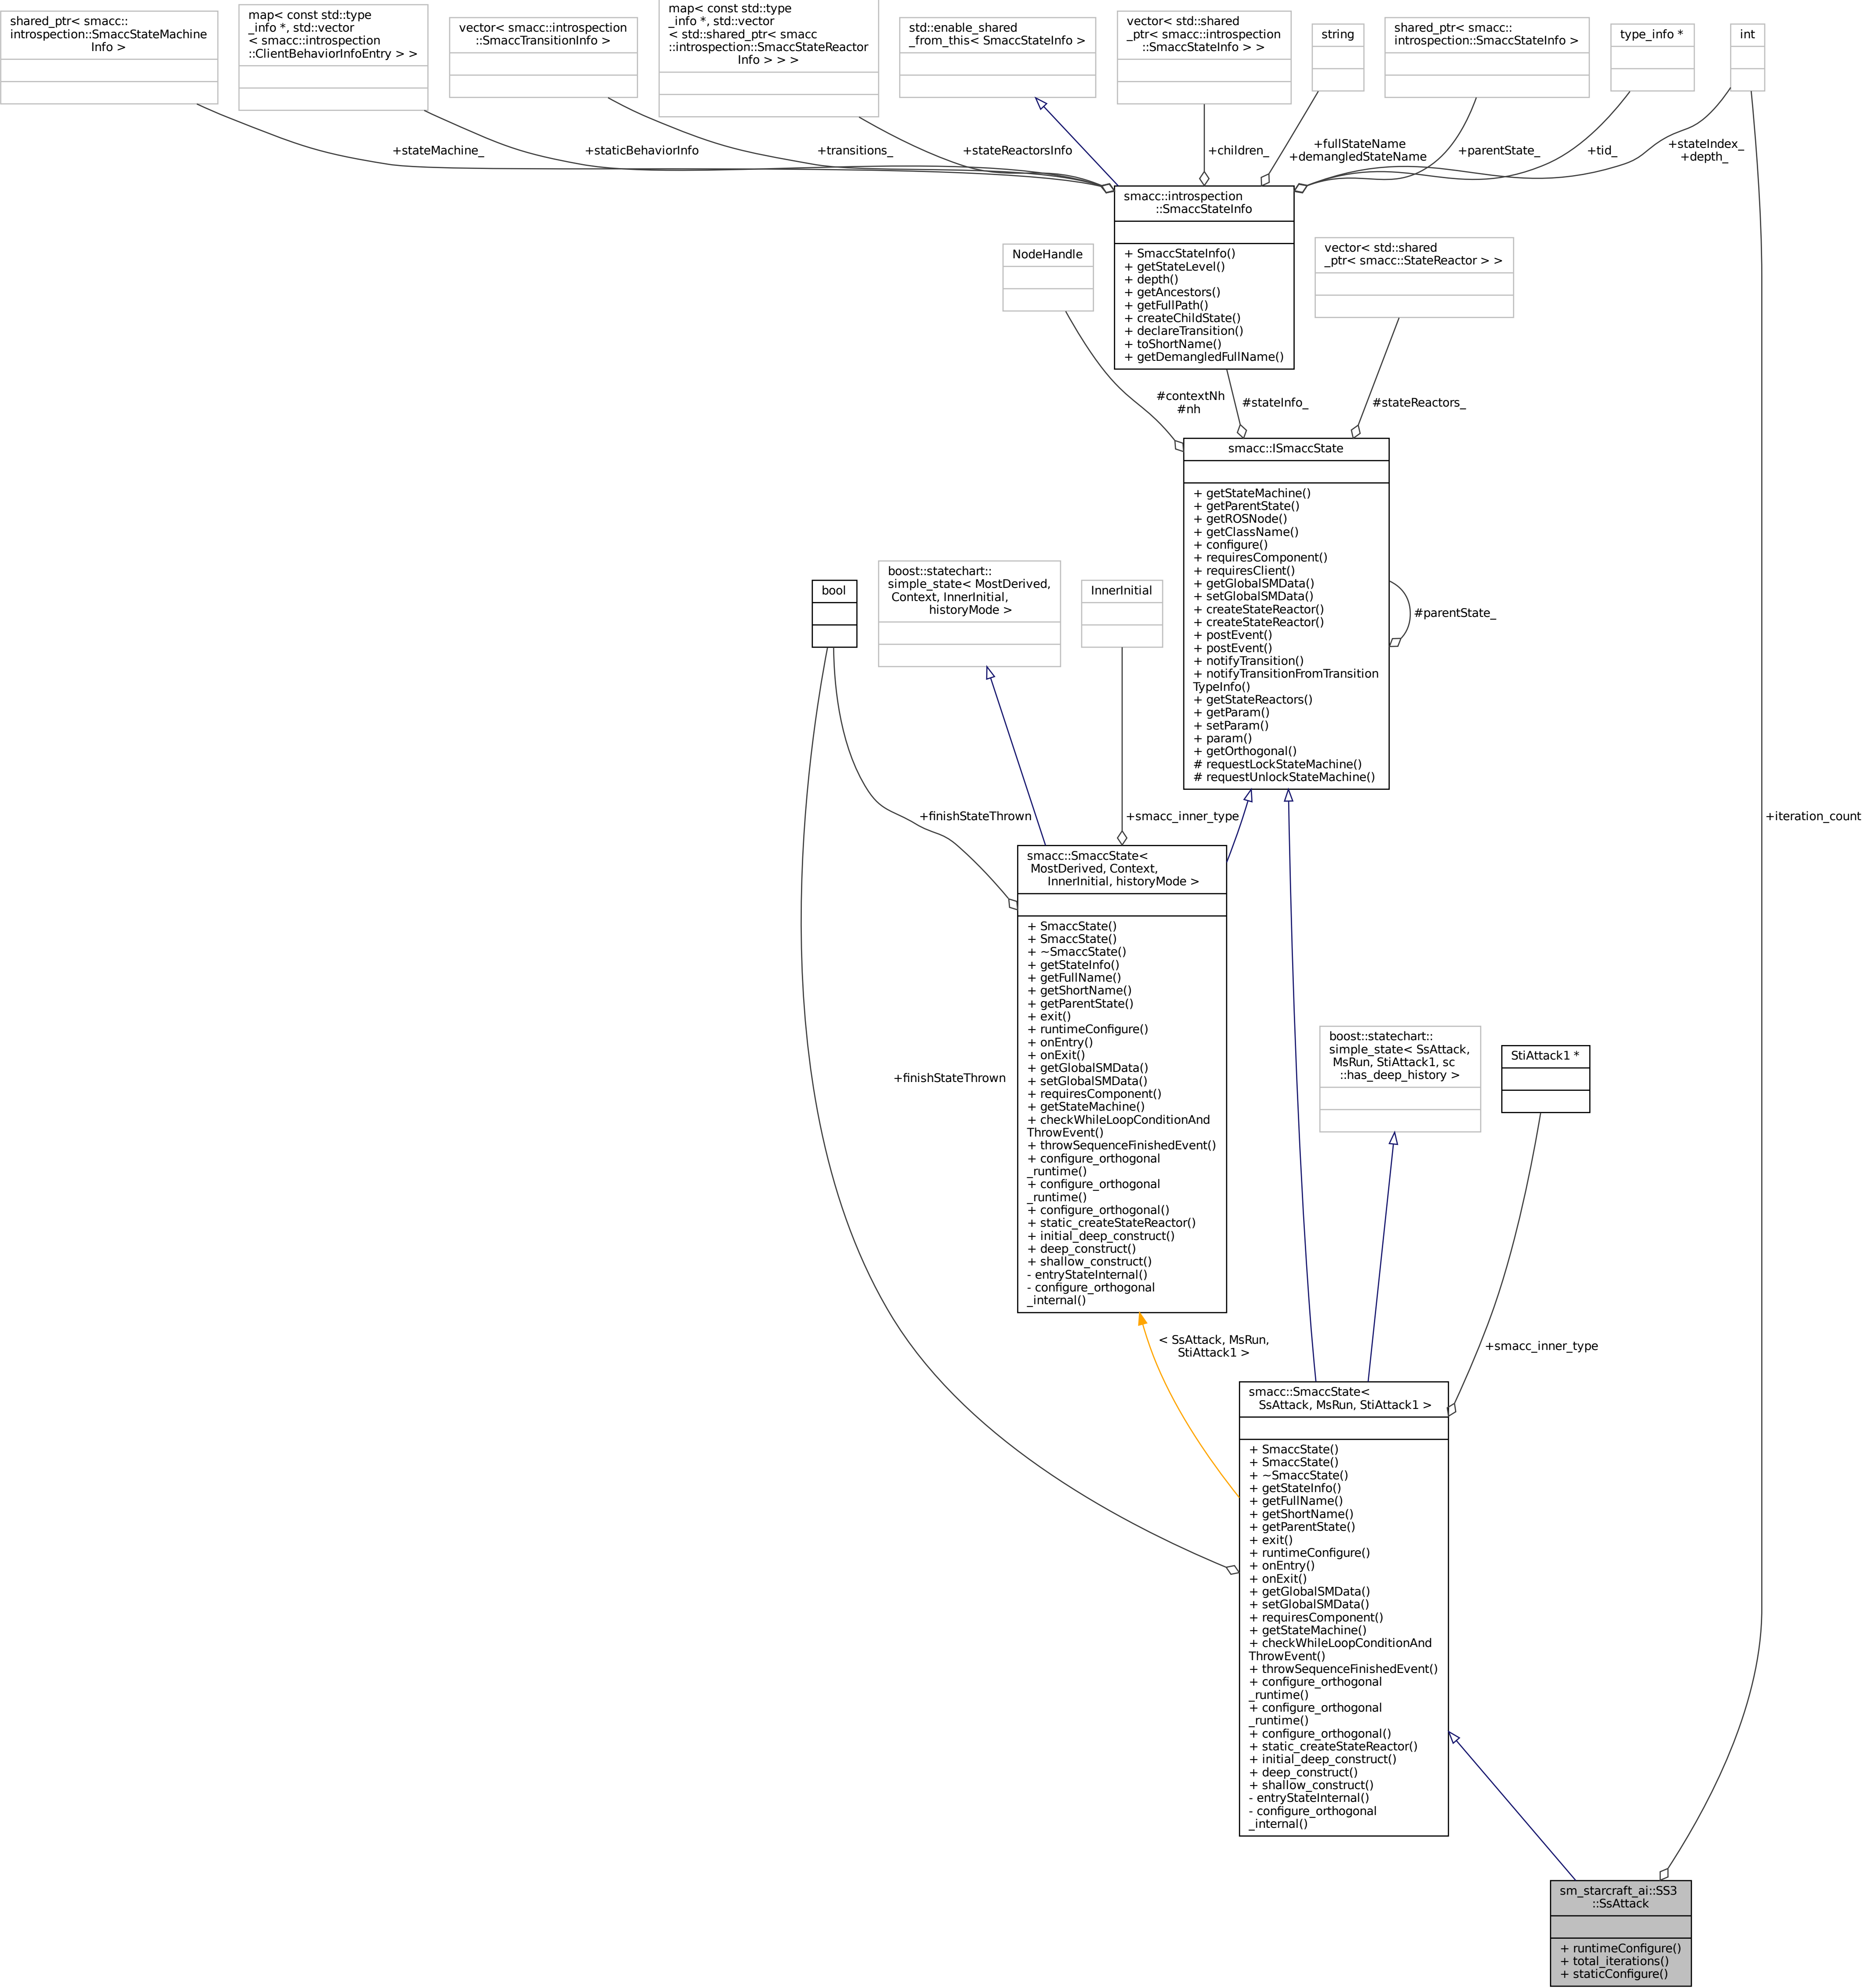 shared_ptr< smacc::
introspection::SmaccStateMachine
Info >
map< const std::type
_info *, std::vector
< smacc::introspection
::ClientBehaviorInfoEntry > >
vector< smacc::introspection
::SmaccTransitionInfo >
map< const std::type
_info *, std::vector
< std::shared_ptr< smacc
::introspection::SmaccStateReactor
Info > > >
std::enable_shared
_from_this< SmaccStateInfo >
vector< std::shared
_ptr< smacc::introspection
::SmaccStateInfo > >
string
shared_ptr< smacc::
introspection::SmaccStateInfo >
type_info *
int
+stateMachine_
+staticBehaviorInfo
+transitions_
+stateReactorsInfo
+children_
+fullStateName
+demangledStateName
+parentState_
+tid_
+stateIndex_
+depth_
smacc::introspection
::SmaccStateInfo
+ SmaccStateInfo()
+ getStateLevel()
+ depth()
+ getAncestors()
+ getFullPath()
+ createChildState()
+ declareTransition()
+ toShortName()
+ getDemangledFullName()
NodeHandle
vector< std::shared
_ptr< smacc::StateReactor > >
#contextNh
#nh
#stateInfo_
#stateReactors_
smacc::ISmaccState
+ getStateMachine()
+ getParentState()
+ getROSNode()
+ getClassName()
+ configure()
+ requiresComponent()
+ requiresClient()
+ getGlobalSMData()
+ setGlobalSMData()
+ createStateReactor()
+ createStateReactor()
+ postEvent()
+ postEvent()
+ notifyTransition()
+ notifyTransitionFromTransition
TypeInfo()
+ getStateReactors()
+ getParam()
+ setParam()
+ param()
+ getOrthogonal()
# requestLockStateMachine()
# requestUnlockStateMachine()
#parentState_
bool
boost::statechart::
simple_state< MostDerived,
Context, InnerInitial,
historyMode >
InnerInitial
+finishStateThrown
+smacc_inner_type
+iteration_count
smacc::SmaccState<
MostDerived, Context,
InnerInitial, historyMode >
+ SmaccState()
+ SmaccState()
+ ~SmaccState()
+ getStateInfo()
+ getFullName()
+ getShortName()
+ getParentState()
+ exit()
+ runtimeConfigure()
+ onEntry()
+ onExit()
+ getGlobalSMData()
+ setGlobalSMData()
+ requiresComponent()
+ getStateMachine()
+ checkWhileLoopConditionAnd
ThrowEvent()
+ throwSequenceFinishedEvent()
+ configure_orthogonal
_runtime()
+ configure_orthogonal
_runtime()
+ configure_orthogonal()
+ static_createStateReactor()
+ initial_deep_construct()
+ deep_construct()
+ shallow_construct()
- entryStateInternal()
- configure_orthogonal
_internal()
+finishStateThrown
boost::statechart::
simple_state< SsAttack,
MsRun, StiAttack1, sc
::has_deep_history >
StiAttack1 *
< SsAttack, MsRun,
StiAttack1 >
+smacc_inner_type
smacc::SmaccState<
SsAttack, MsRun, StiAttack1 >
+ SmaccState()
+ SmaccState()
+ ~SmaccState()
+ getStateInfo()
+ getFullName()
+ getShortName()
+ getParentState()
+ exit()
+ runtimeConfigure()
+ onEntry()
+ onExit()
+ getGlobalSMData()
+ setGlobalSMData()
+ requiresComponent()
+ getStateMachine()
+ checkWhileLoopConditionAnd
ThrowEvent()
+ throwSequenceFinishedEvent()
+ configure_orthogonal
_runtime()
+ configure_orthogonal
_runtime()
+ configure_orthogonal()
+ static_createStateReactor()
+ initial_deep_construct()
+ deep_construct()
+ shallow_construct()
- entryStateInternal()
- configure_orthogonal
_internal()
sm_starcraft_ai::SS3
::SsAttack
+ runtimeConfigure()
+ total_iterations()
+ staticConfigure()